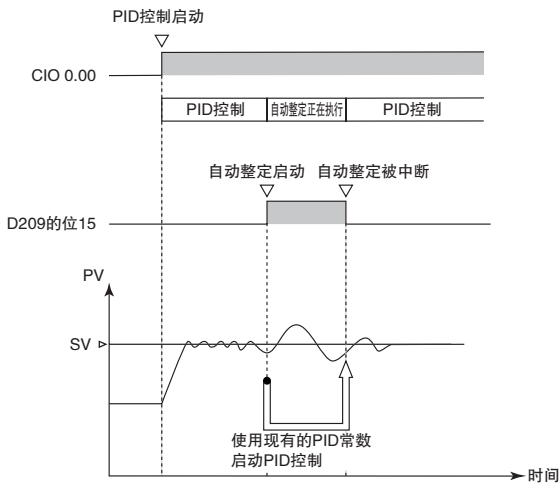 PID控制启动
CIO 0.00
PID控制 自动整定正在执行 PID控制
自动整定启动 自动整定被中断
D209的位15
PV
SV
使用现有的PID常数
启动PID控制
时间